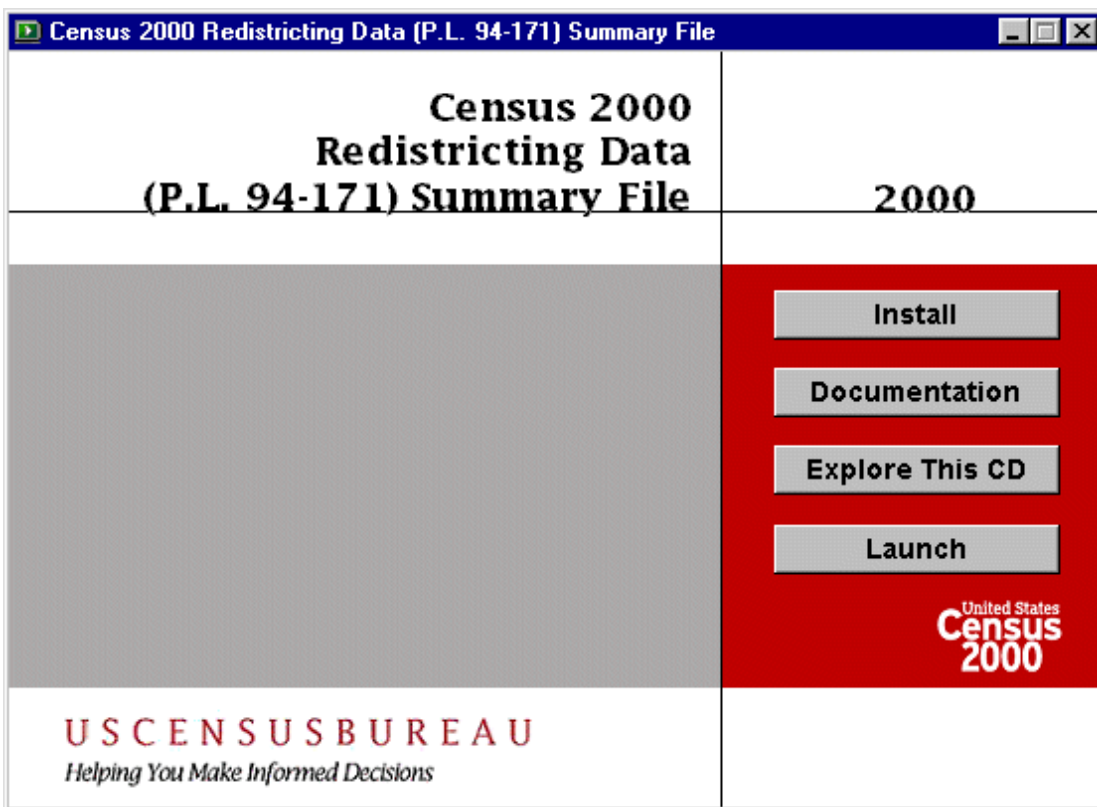 Census 2000 Redistricting Data (P.L. 94-171) Summary File
Census 2000
Redistricting Data
(P.L. 94-171) Summary File
2000
Install
Documentation
Explore This CD
Launch
United States
Census
2000
USCENSUSBUREAU
Helping You Make Informed Decisions